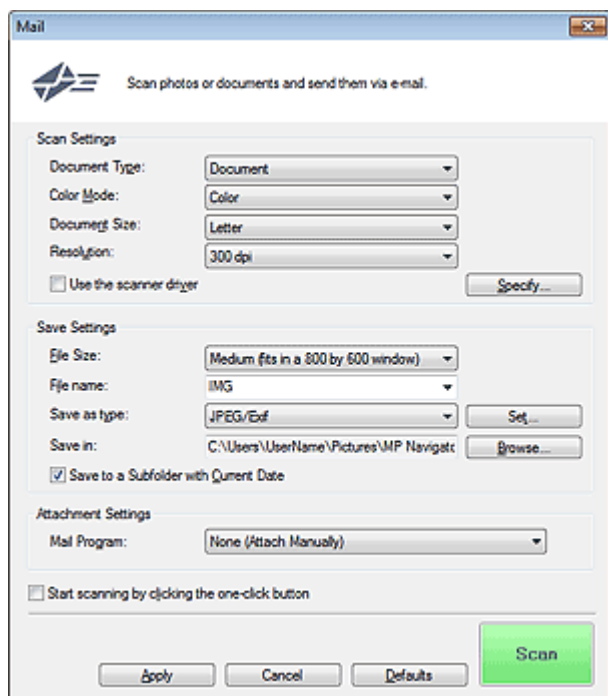 Mail
Scan photos or documents and send them via e-mail.
Scan Settings
Document Type: Document
Color Mode: Color
Document Size: Letter
Resolution: 300 dpi
Use the scanner driver Specify...
Save Settings
File Size: Medium (fits in a 800 by 600 window)
File name: IMG
Save as type: JPEG/Exif Set...
Save in: C:\Users\UserName\Pictures\MP Navigatc Browse...
Save to a Subfolder with Current Date
Attachment Settings
Mail Program: None (Attach Manually)
Start scanning by clicking the one-click button
Scan
Apply Cancel Defaults